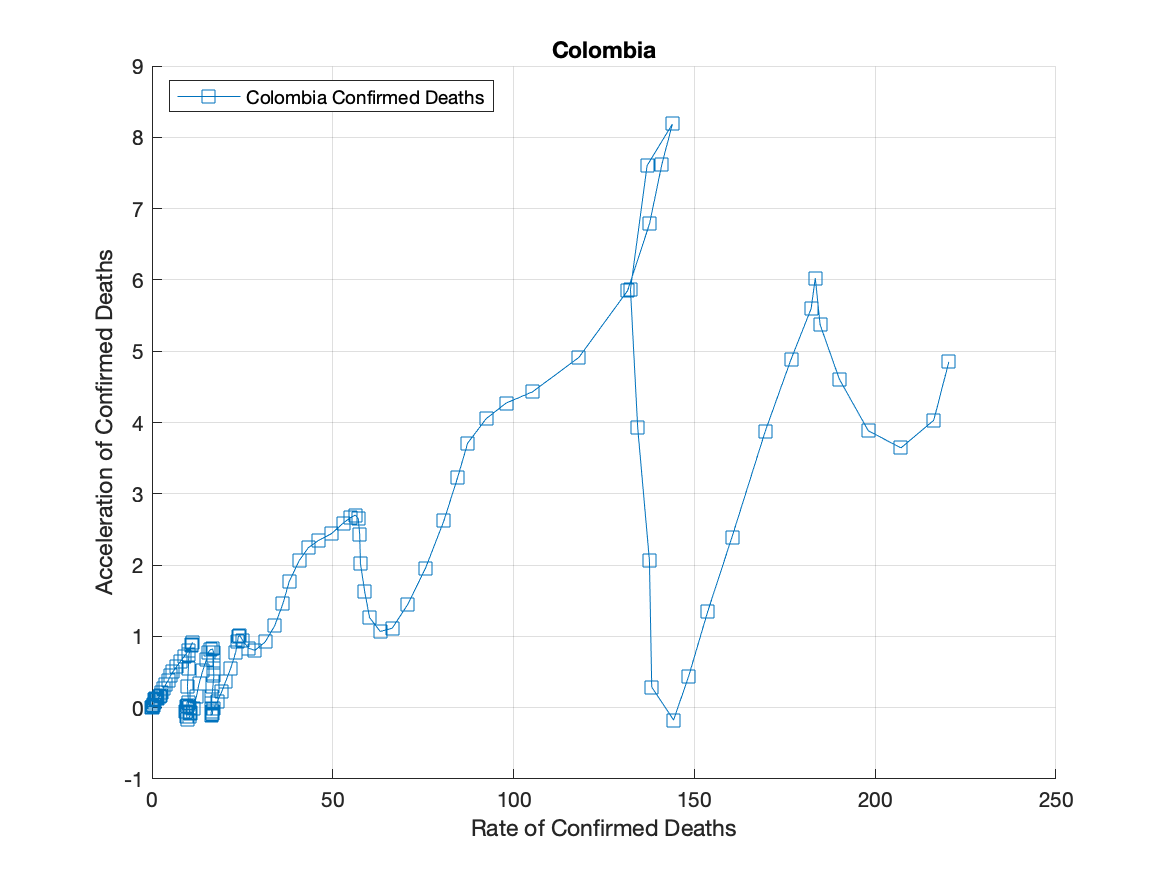 Colombia
Colombia Confirmed Deaths
Acceleration of Confirmed Deaths
9
8
7
6
5
4
3
2
1
0
-1
0 50 100 150 200 250
Rate of Confirmed Deaths